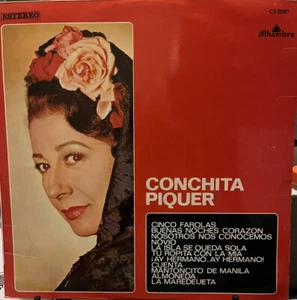 ESTEREO
Alhambra
CONCHITA
PIQUER
CINCO FAROLAS
BUENAS NOCHES CORAZON
NOSOTROS NOS CONOCEMOS
NOVIO
LA ISLA SE QUEDA SOLA
TU ROPITA CON LA MIA
¡AY HERMANO, AY HERMANO!
CUENTA
MANTONCITO DE MANILA
ALMONEDA
LA MAREDEUETA